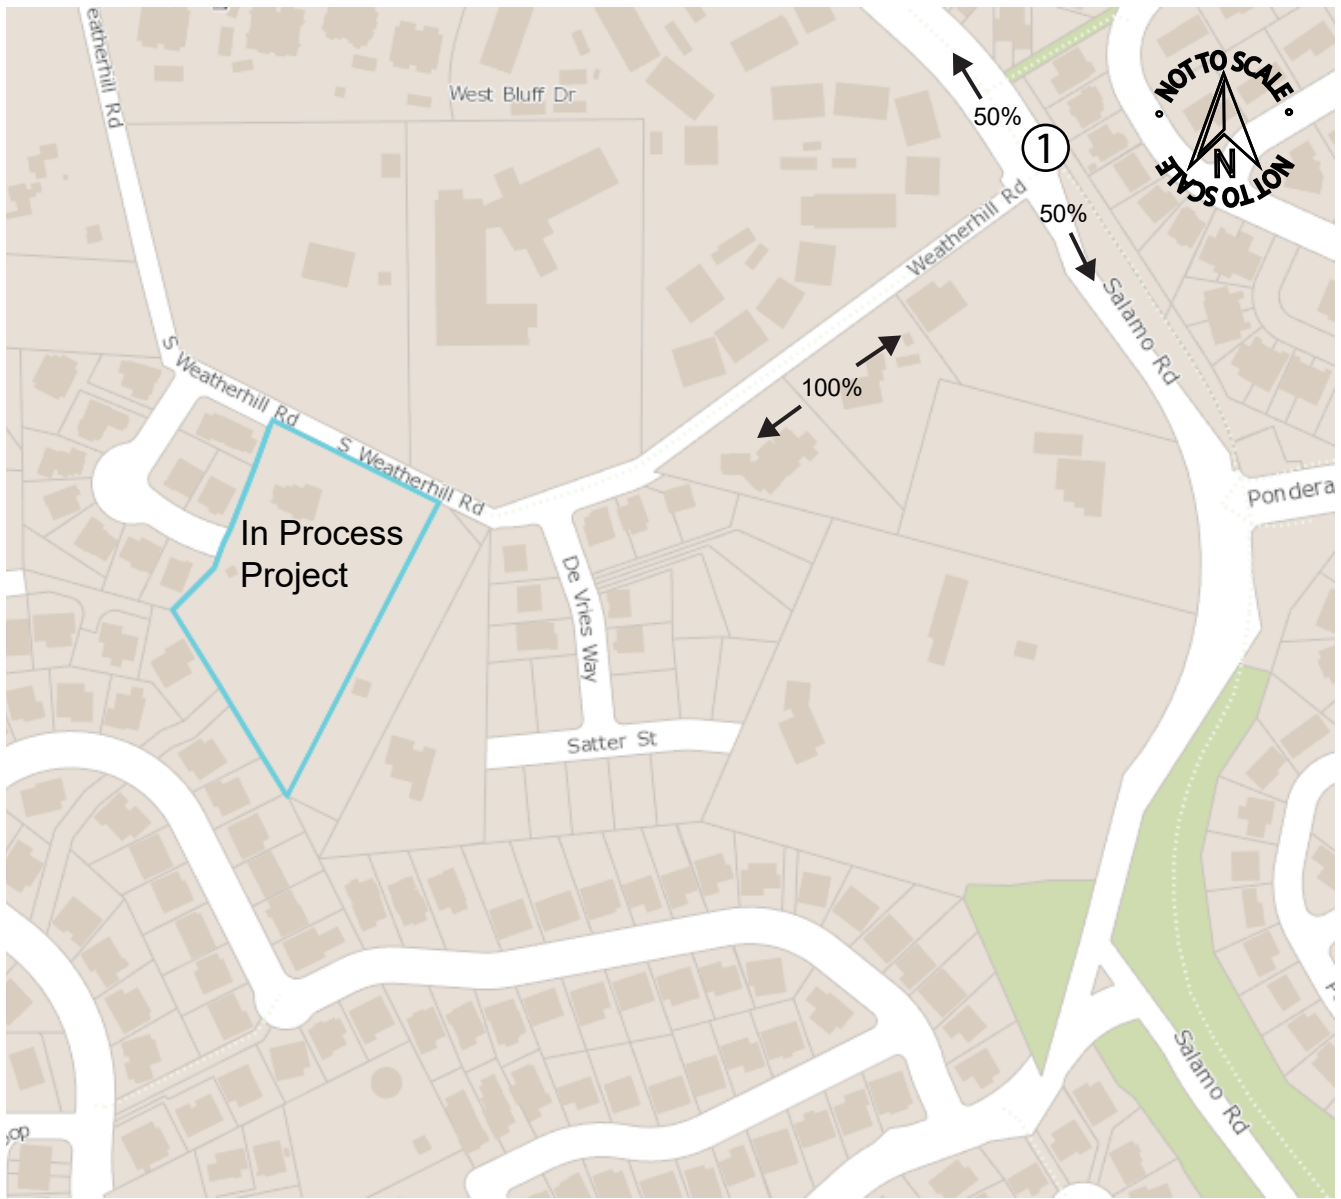 eatherhill Rd
West Bluff Dr
50%
1
NOT TO SCALE
N
NOT TO SCALE
Weatherhill Rd
50%
Salamo Rd
S Weatherhill Rd
100%
S Weatherhill Rd
Pondera
In Process
Project
De Vries Way
Satter St
Salamo Rd
oop